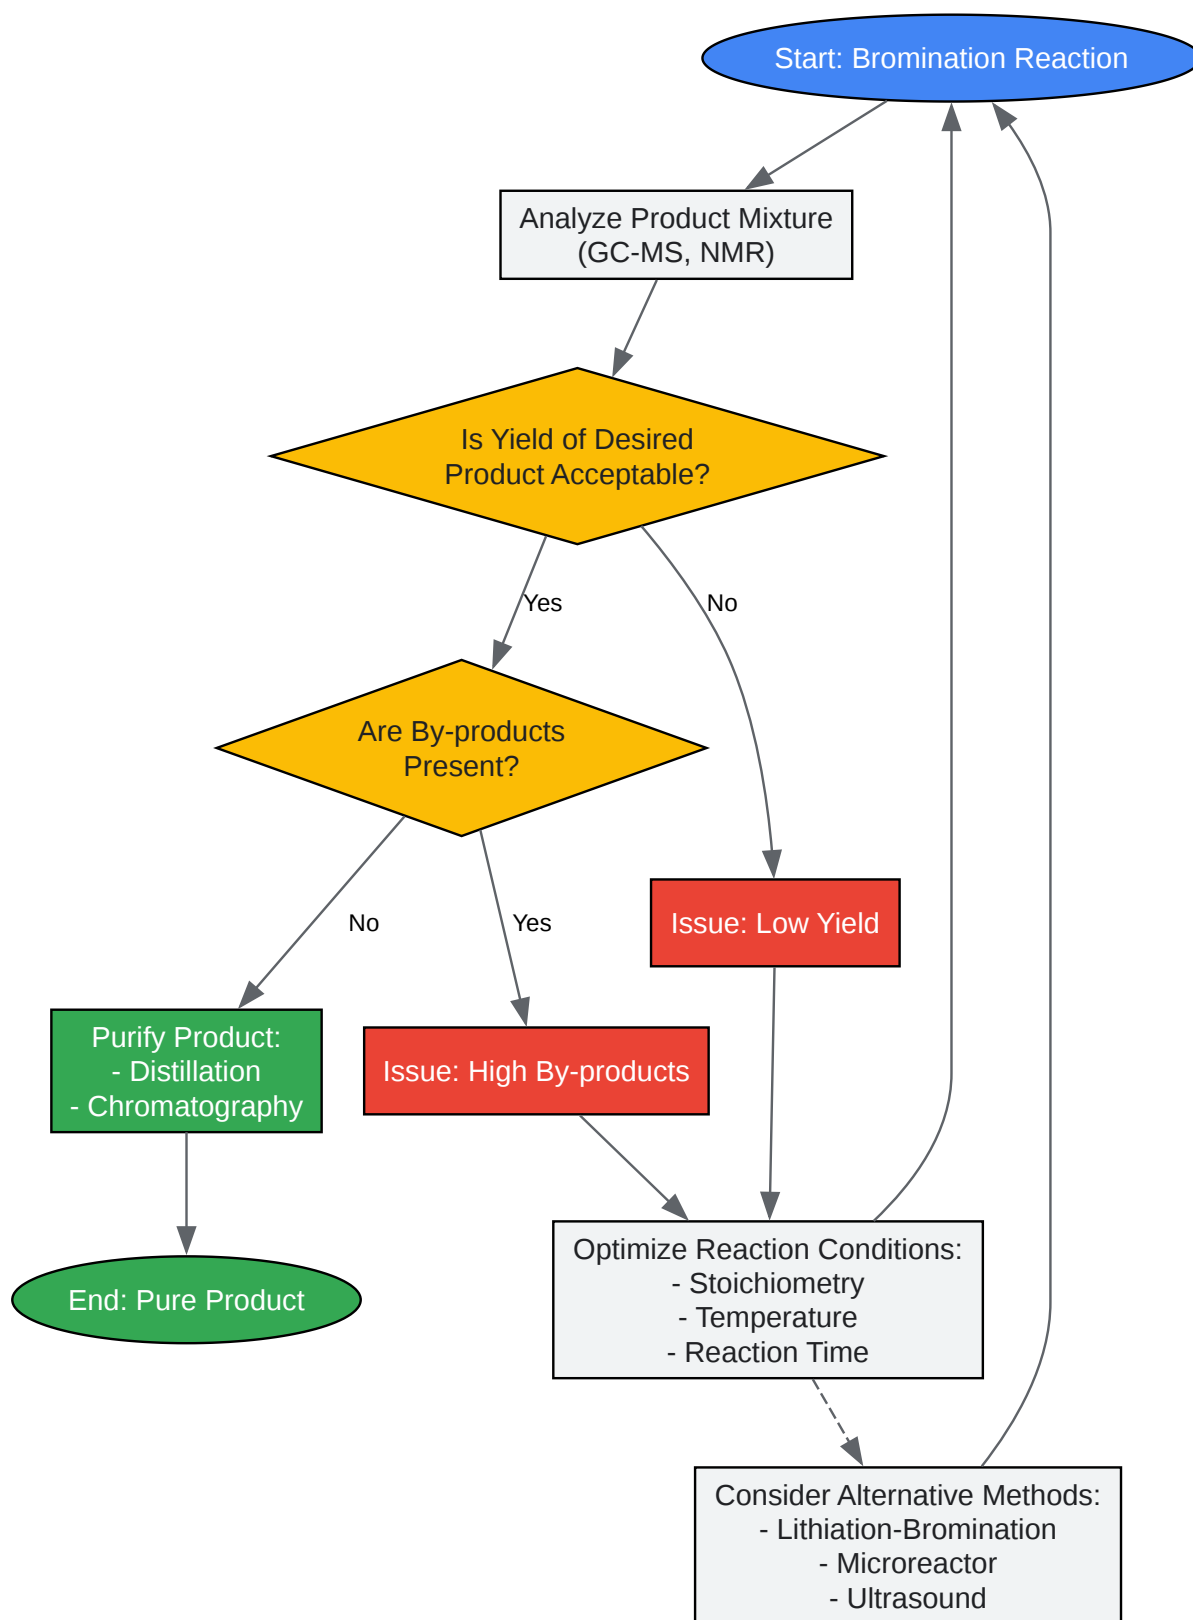 Start: Bromination Reaction
Analyze Product Mixture
(GC-MS, NMR)
Is Yield of Desired
Product Acceptable?
Yes
No
Are By-products
Present?
No
Yes
Issue: Low Yield
Purify Product:
- Distillation
- Chromatography
Issue: High By-products
End: Pure Product
Optimize Reaction Conditions:
- Stoichiometry
- Temperature
- Reaction Time
Consider Alternative Methods:
- Lithiation-Bromination
- Microreactor
- Ultrasound